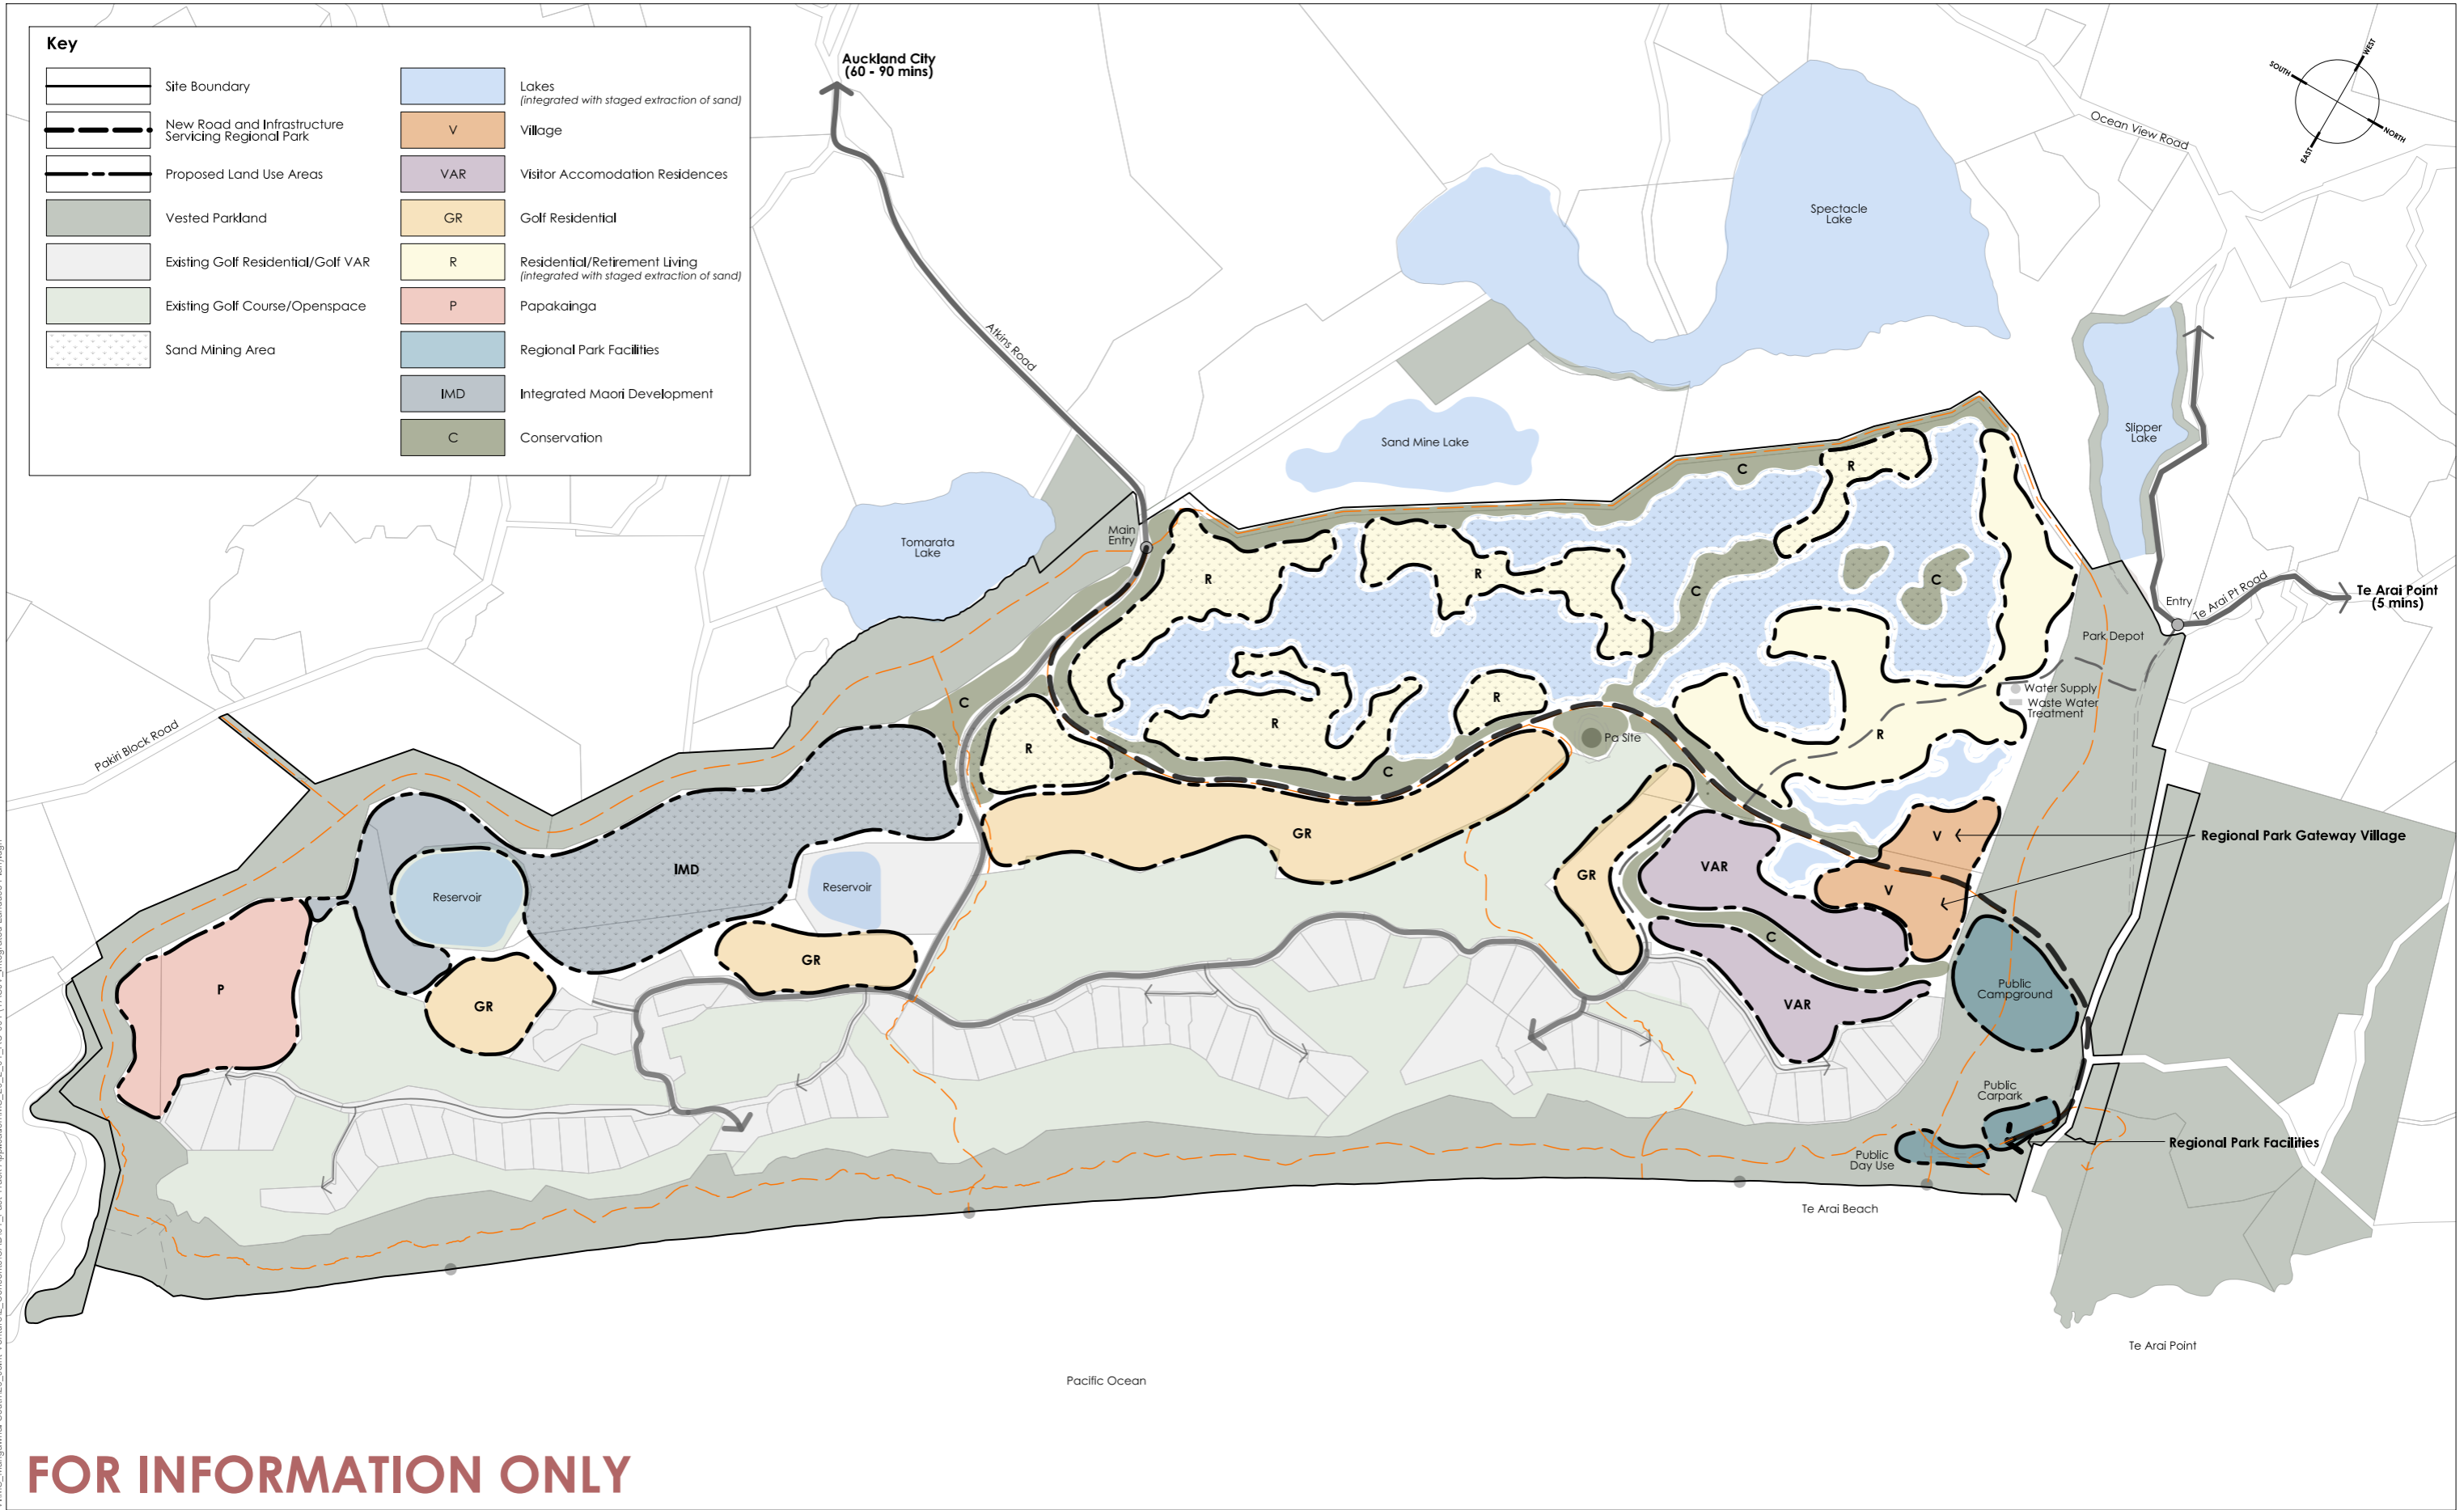 Key
Site Boundary
New Road and Infrastructure
Servicing Regional Park
Proposed Land Use Areas
Vested Parkland
Existing Golf Residential/Golf VAR
Existing Golf Course/Openspace
Sand Mining Area
Lakes
(integrated with staged extraction of sand)
V
Village
VAR
Visitor Accomodation Residences
GR
Golf Residential
R
Residential/Retirement Living
(integrated with staged extraction of sand)
P
Papakainga
Regional Park Facilities
IMD
Integrated Maori Development
C
Conservation
Auckland City
(60 - 90 mins)
WEST
SOUTH
NORTH
EAST
Ocean View Road
Spectacle
Lake
Atkins Road
Slipper
Lake
Sand Mine Lake
C
R
Main
Entry
Tomarata
Lake
R
R
C
C
Te Arai Point
(5 mins)
Te Arai Pt Road
Entry
Park Depot
Water Supply
Waste Water
Treatment
C
R
R
R
R
Pa Site
R
Pakiri Block Road
C
GR
V
Regional Park Gateway Village
IMD
Reservoir
Reservoir
GR
VAR
V
C
GR
P
GR
VAR
Public
Campground
Public
Carpark
Regional Park Facilities
Public
Day Use
Te Arai Beach
Te Arai Point
Pacific Ocean
FOR INFORMATION ONLY